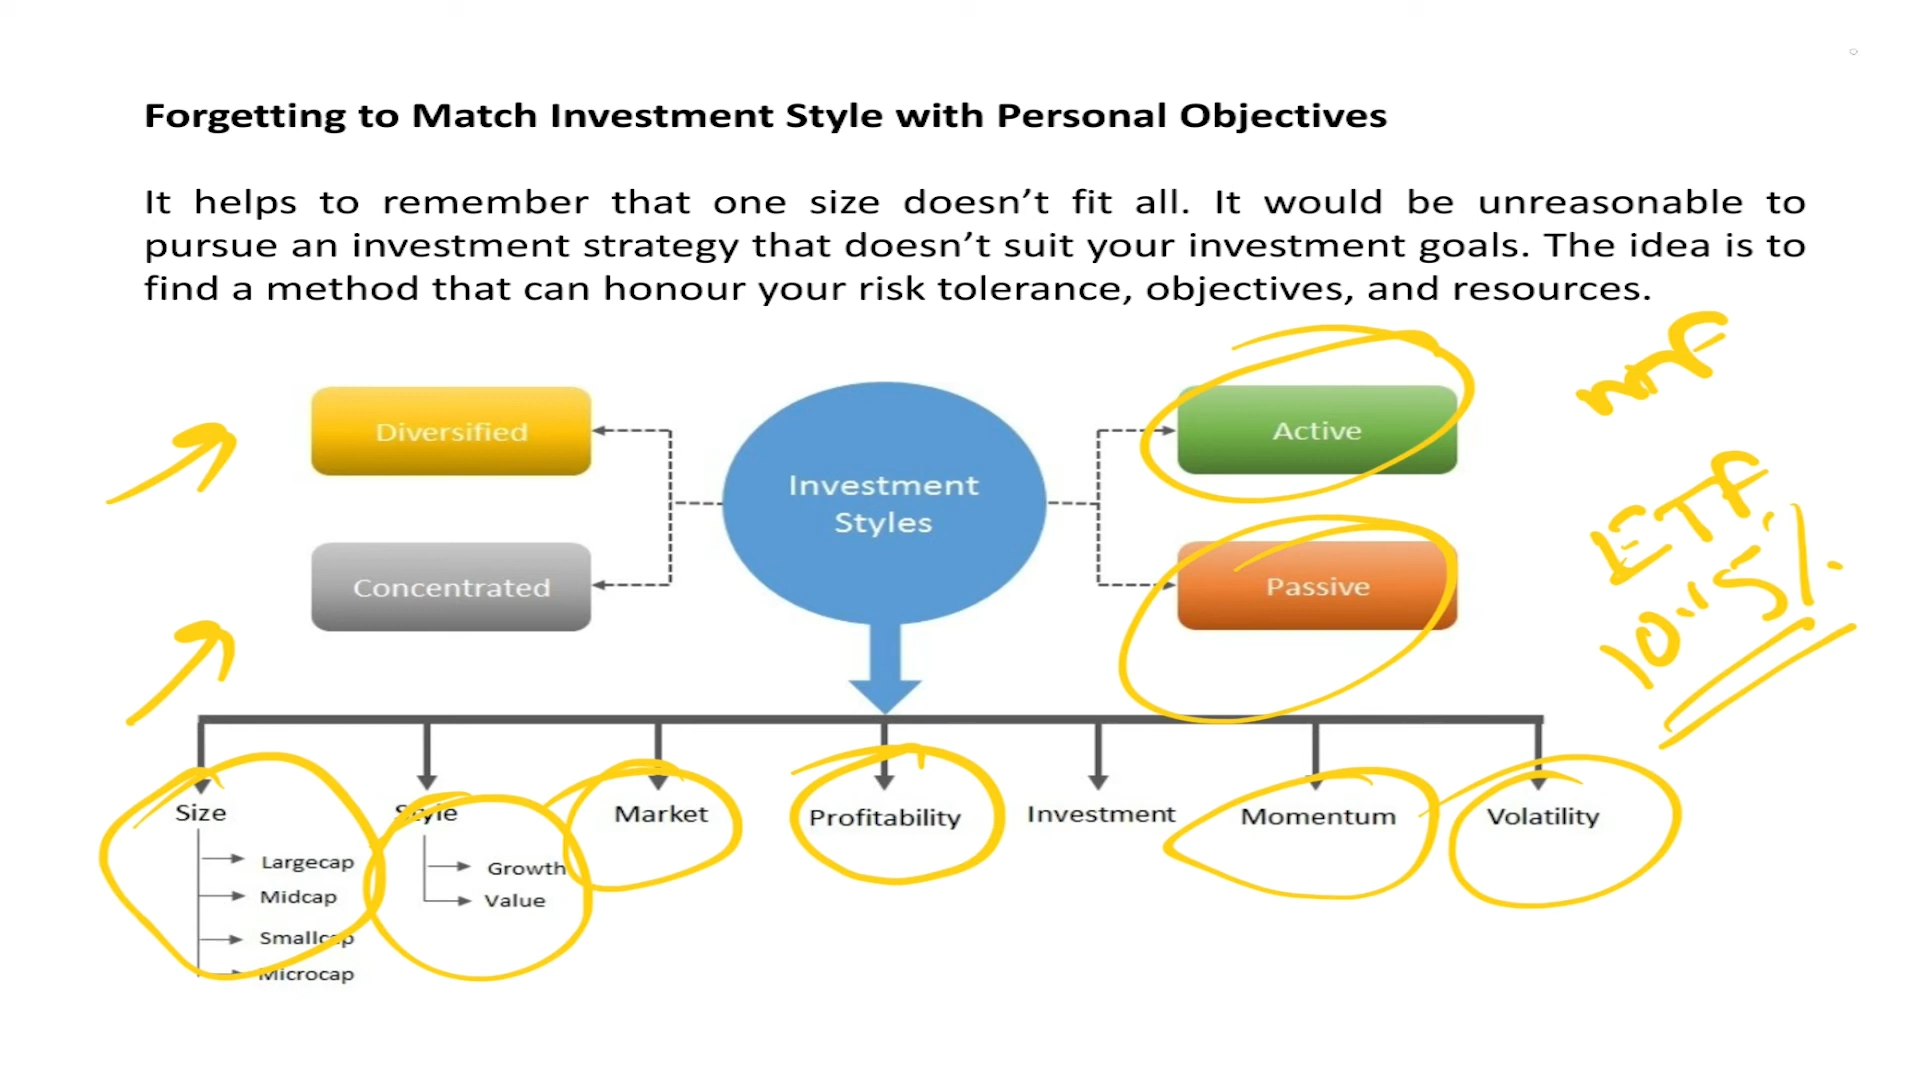 Forgetting to Match Investment Style with Personal Objectives
It helps to remember that one size doesn’t fit all. It would be unreasonable to
pursue an investment strategy that doesn’t suit your investment goals. The idea is to
find a method that can honour your risk tolerance, objectives, and resources.
Diversified
Concentrated
Investment
Styles
Active
Passive
MF
ETF
10-15%
Size
Largecap
Midcap
Smallcap
Microcap
Style
Growth
Value
Market
Profitability
Investment
Momentum
Volatility